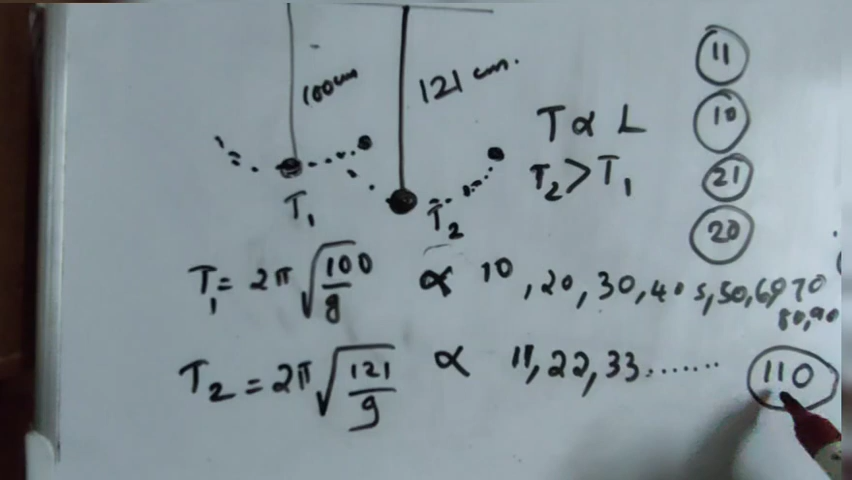 100cm
121 cm.
11
10
21
20
T α L
T₂ > T₁
T₁
T₂
T₁ = 2π √100/g α 10, 20, 30, 40 s, 50, 60 70
80, 90
T₂ = 2π √121/g α 11, 22, 33.......
110